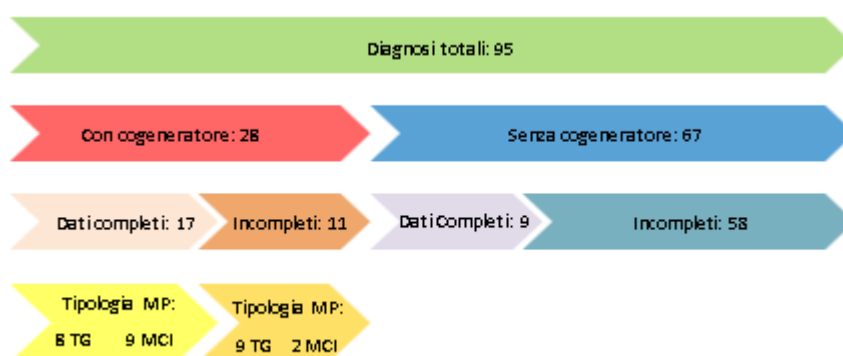 Diagnosi totali: 95
Con cogeneratore: 28
Senza cogeneratore: 67
Dati completi: 17
Incompleti: 11
Dati Completi: 9
Incompleti: 58
Tipologia MP:
8 TG 9 MCI
Tipologia MP:
9 TG 2 MCI